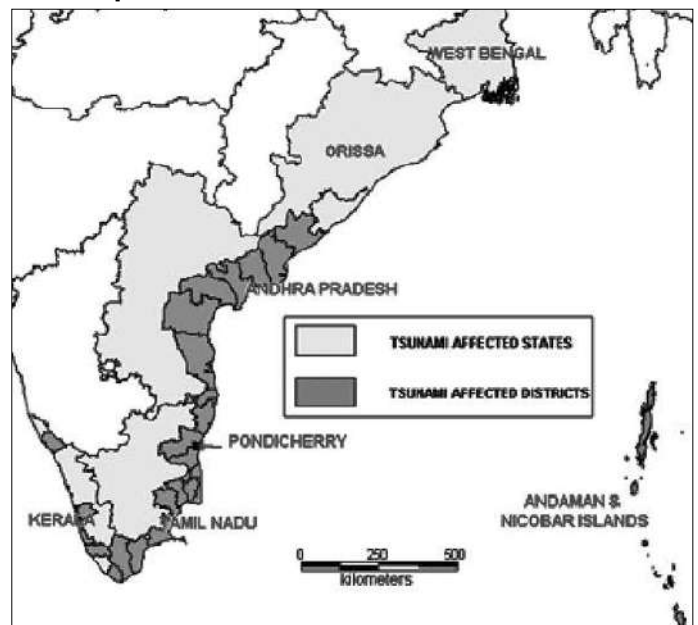 WEST BENGAL
ORISSA
ANDHRA PRADESH
TSUNAMI AFFECTED STATES
TSUNAMI AFFECTED DISTRICTS
PONDICHERRY
ANDAMAN &
NICOBAR ISLANDS
KERALA
TAMIL NADU
0 250 500
kilometers